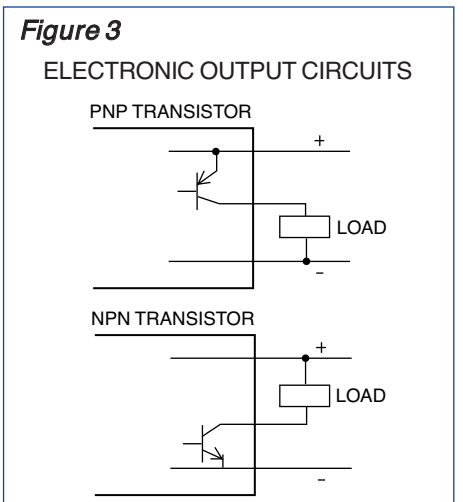 Figure 3
ELECTRONIC OUTPUT CIRCUITS
PNP TRANSISTOR
+
LOAD
–
NPN TRANSISTOR
+
LOAD
–